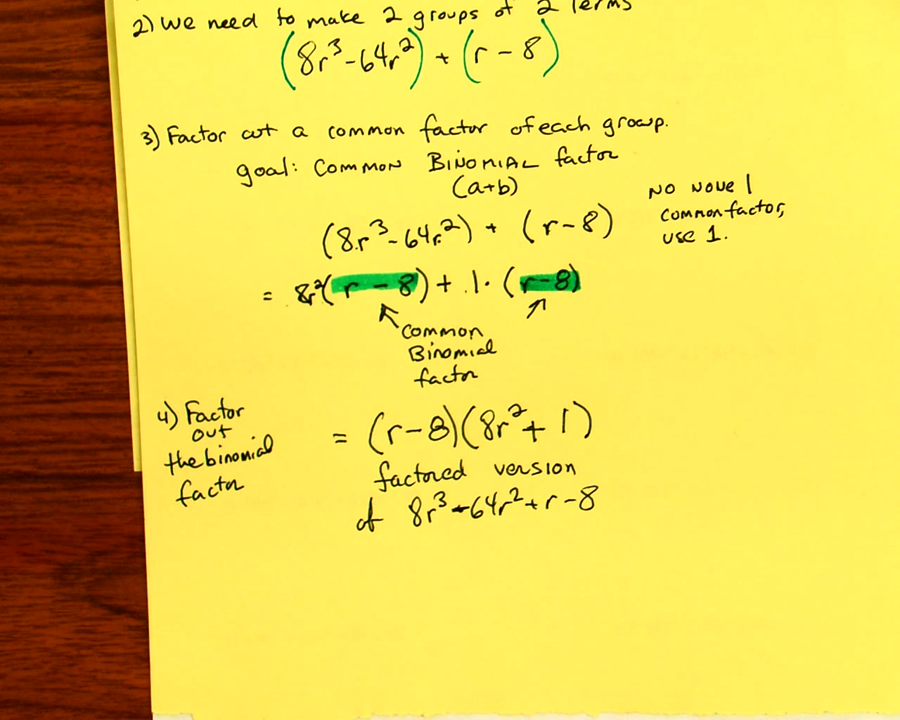 2) We need to make 2 groups of 2 Terms
(8r³-64r²) + (r-8)
3) Factor out a common factor of each group.
goal: Common Binomial factor
(a+b)
(8r³-64r²) + (r-8)
No nove 1
common factor,
use 1.
= 8r²(r-8) + 1·(r-8)
Common
Binomial
factor
4) Factor
out
the binomial
factor
= (r-8)(8r²+1)
factored version
of 8r³-64r²+r-8